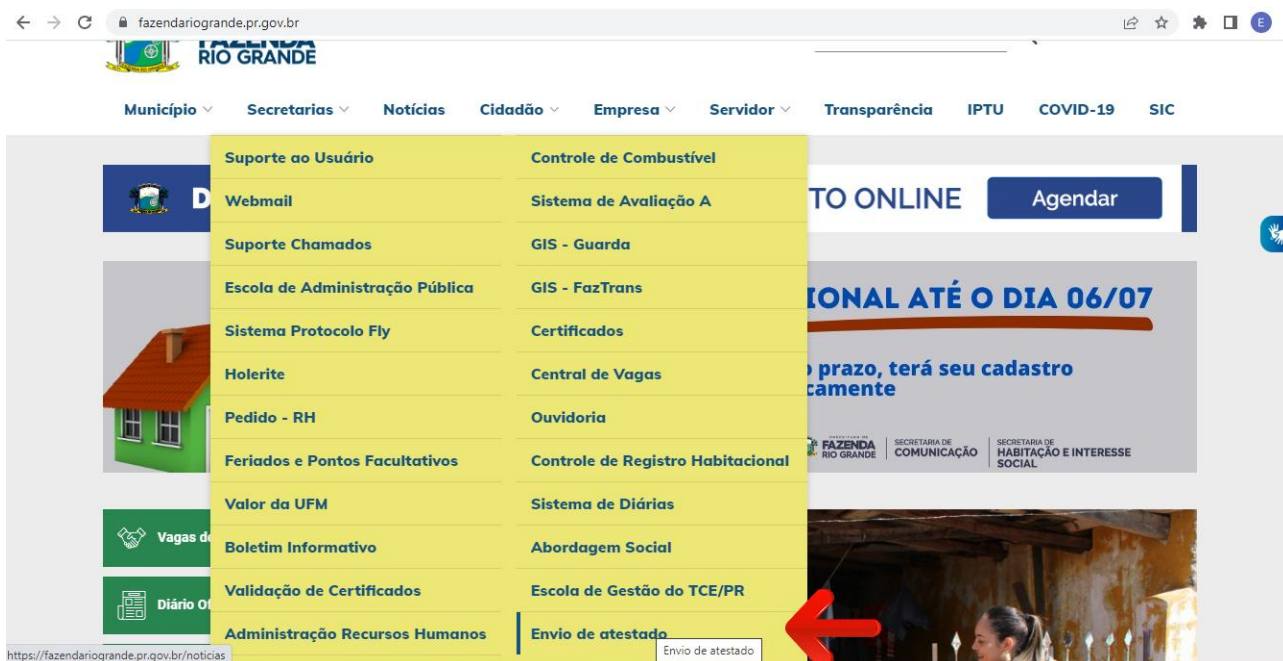 fazendariogrande.pr.gov.br
E
FAZENDA
RIO GRANDE
Município Secretarias Notícias Cidadão Empresa Servidor Transparência IPTU COVID-19 SIC
Suporte ao Usuário
Controle de Combustível
D
TO ONLINE
Agendar
Webmail
Sistema de Avaliação A
Suporte Chamados
GIS - Guarda
Escola de Administração Pública
GIS - FazTrans
IONAL ATÉ O DIA 06/07
Sistema Protocolo Fly
Certificados
Holerite
Central de Vagas
prazo, terá seu cadastro
camente
Pedido - RH
Ouvidoria
FAZENDA
RIO GRANDE
SECRETARIA DE
COMUNICAÇÃO
SECRETARIA DE
HABITAÇÃO E INTERESSE
SOCIAL
Feriados e Pontos Facultativos
Controle de Registro Habitacional
Valor da UFM
Sistema de Diárias
Vagas de
Boletim Informativo
Abordagem Social
Validação de Certificados
Escola de Gestão do TCE/PR
Diário Of
Administração Recursos Humanos
Envio de atestado
Envio de atestado
https://fazendariogrande.pr.gov.br/noticias